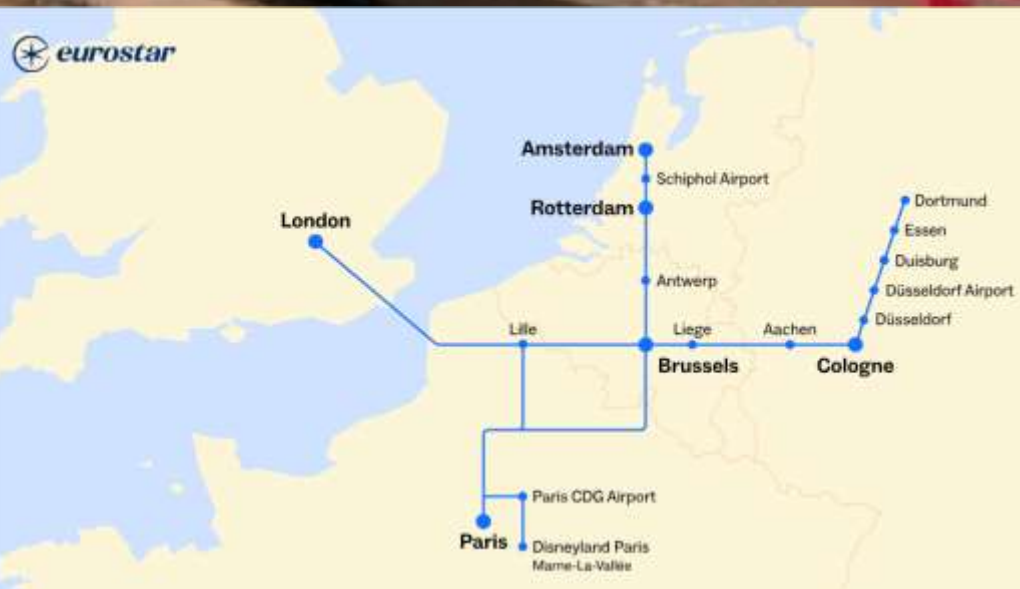 eurostar
Amsterdam
Schiphol Airport
Rotterdam
London
Dortmund
Essen
Duisburg
Düsseldorf Airport
Düsseldorf
Antwerp
Lille
Liege
Aachen
Brussels
Cologne
Paris CDG Airport
Paris
Disneyland Paris
Marne-La-Vallée